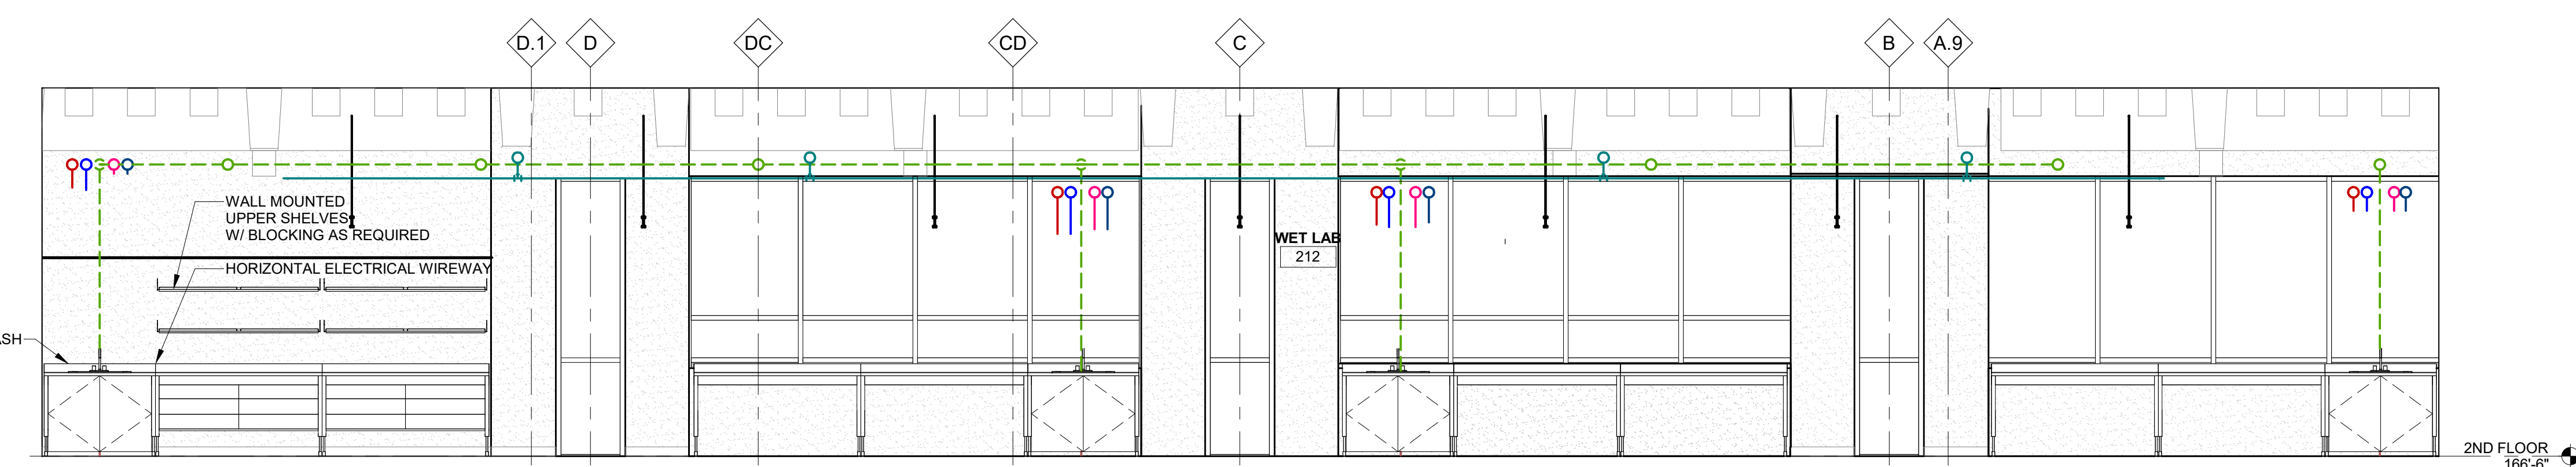 D.1
D
DC
CD
C
B
A.9
WALL MOUNTED
UPPER SHELVES
W/ BLOCKING AS REQUIRED
WET LAB
212
HORIZONTAL ELECTRICAL WIREWAY
2ND FLOOR
166'-6"